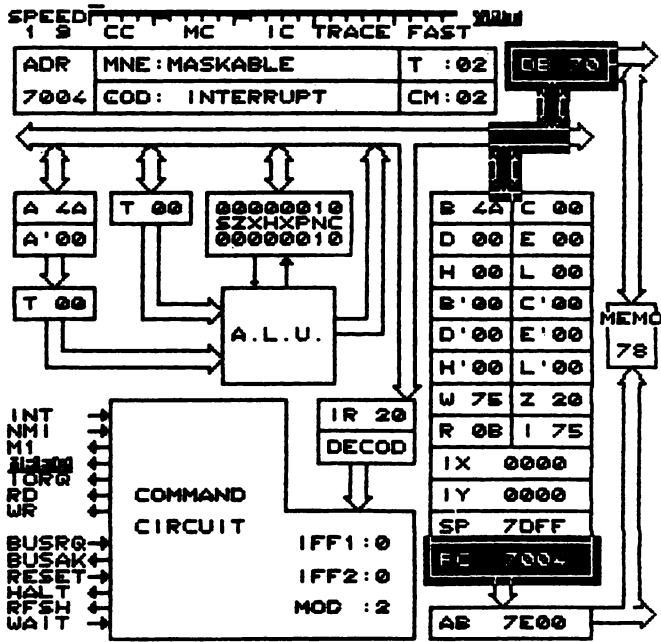 SPEED
1 9 CC MC IC TRACE FAST
ADR MNE:MASKABLE T :02
7004 COD: INTERRUPT CM:02
A 4A
A'00
T 00
T 00
00000010
SZXHXPNC
00000010
A.L.U.
B 4A C 00
D 00 E 00
H 00 L 00
B'00 C'00
D'00 E'00
H'00 L'00
W 75 Z 20
R 0B I 75
IX 0000
IY 0000
SP 7DFF
PC 7004
AB 7E00
MEMO
78
IR 20
DECOD
INT
NMI
M1
IORQ
RD
WR
BUSRQ
BUSAK
RESET
HALT
RFSH
WAIT
COMMAND
CIRCUIT
IFF1:0
IFF2:0
MOD :2